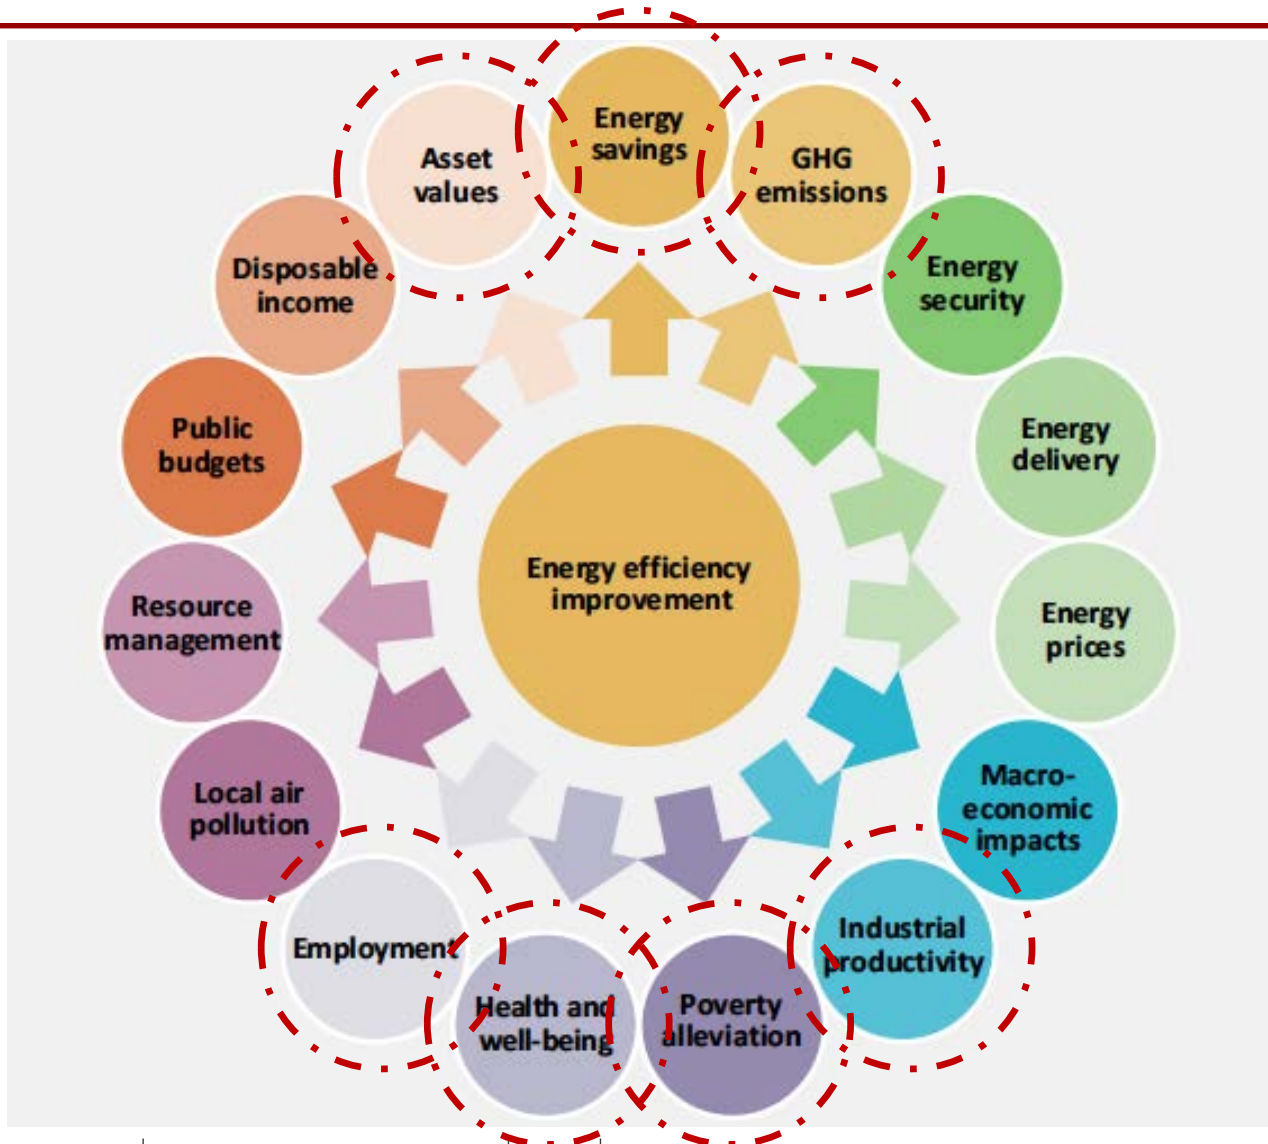 Energy
savings
GHG
emissions
Energy
security
Energy
delivery
Energy
prices
Macro-
economic
impacts
Industrial
productivity
Poverty
alleviation
Health and
well-being
Employment
Local air
pollution
Resource
management
Public
budgets
Disposable
income
Asset
values
Energy efficiency
improvement